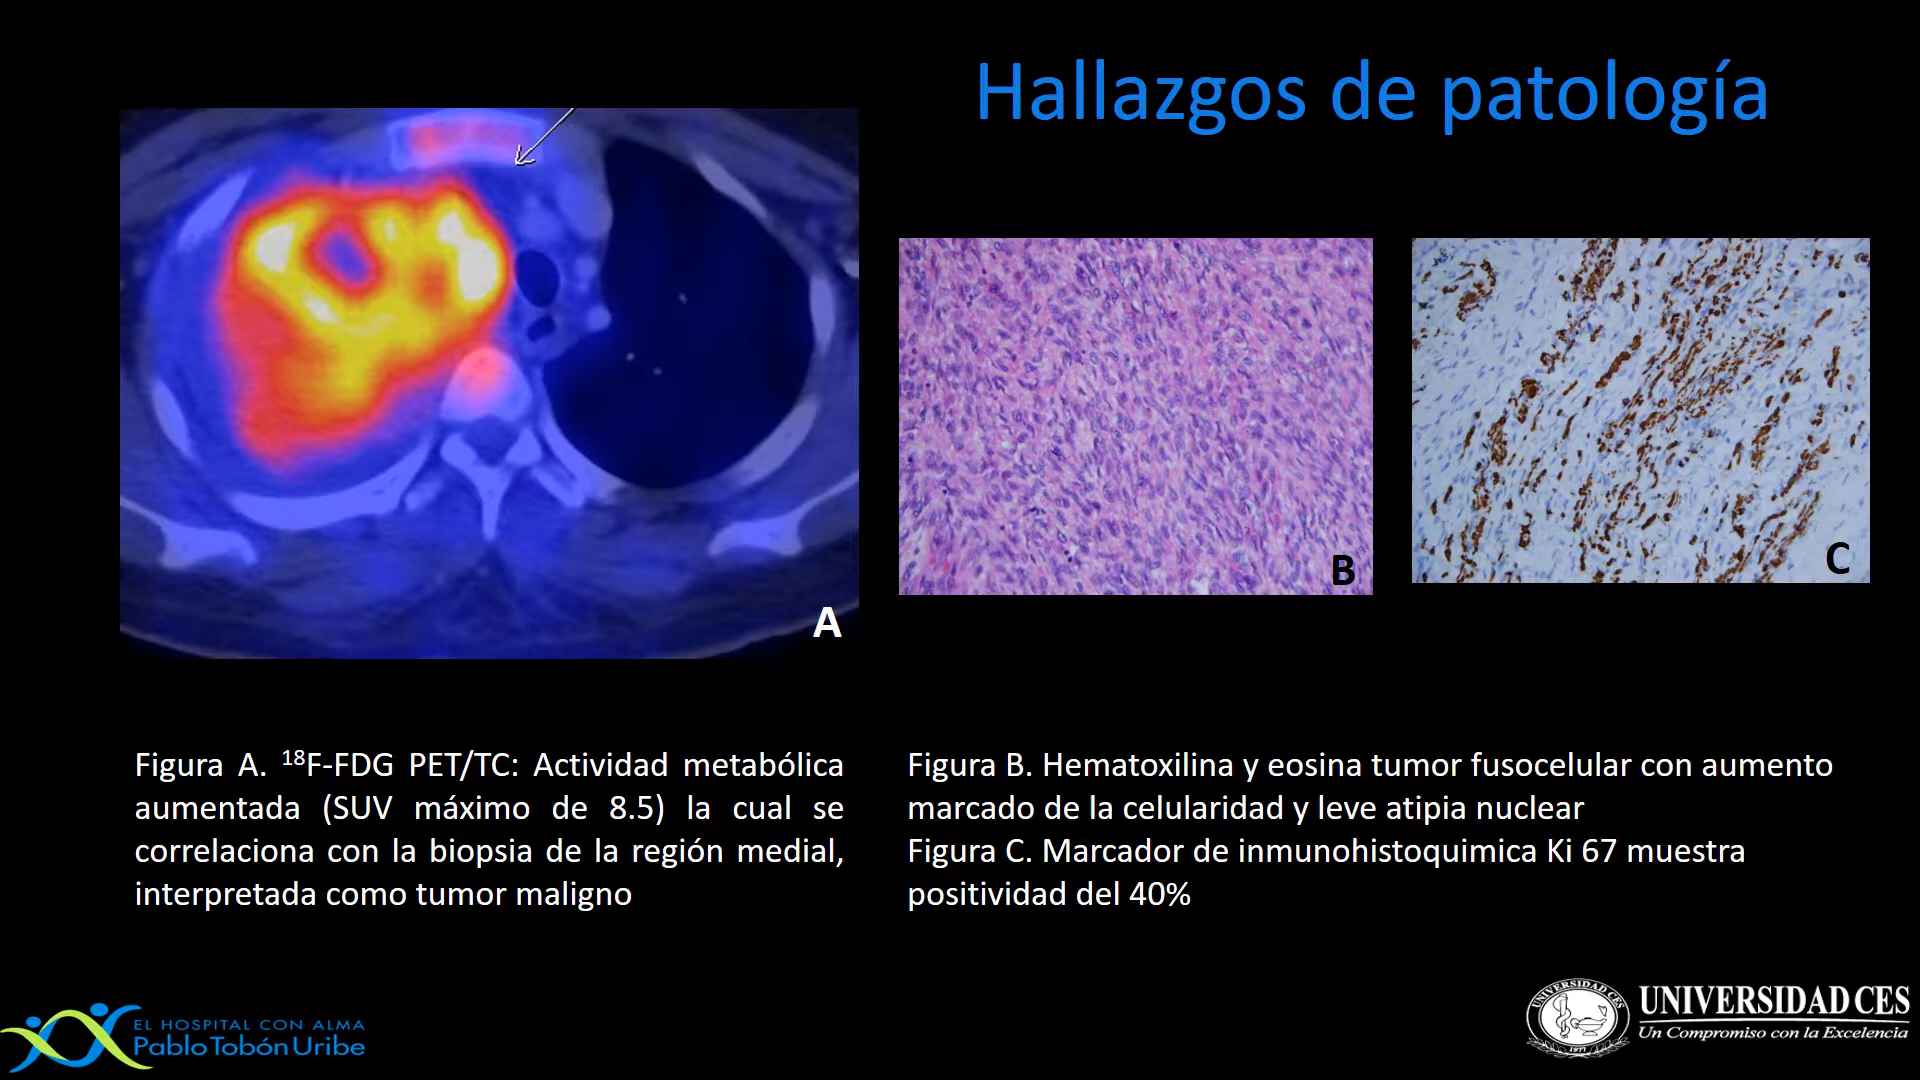 Hallazgos de patología
A
B
C
Figura A. ¹⁸F-FDG PET/TC: Actividad metabólica
aumentada (SUV máximo de 8.5) la cual se
correlaciona con la biopsia de la región medial,
interpretada como tumor maligno
Figura B. Hematoxilina y eosina tumor fusocelular con aumento
marcado de la celularidad y leve atipia nuclear
Figura C. Marcador de inmunohistoquimica Ki 67 muestra
positividad del 40%
EL HOSPITAL CON ALMA
Pablo Tobón Uribe
UNIVERSIDAD CES
1977
UNIVERSIDAD CES
Un Compromiso con la Excelencia